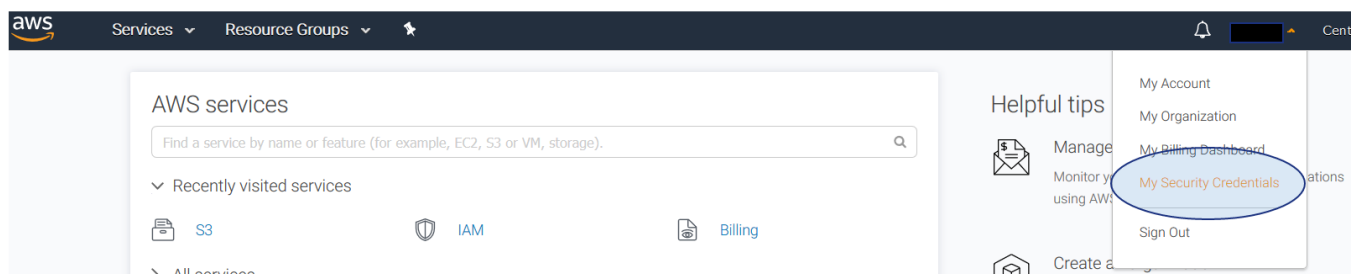 aws
Services
Resource Groups
Cent
AWS services
Find a service by name or feature (for example, EC2, S3 or VM, storage).
Recently visited services
S3
IAM
Billing
All services
Helpful tips
Manage
Monitor y
ations
using AWS
Create a
My Account
My Organization
My Billing Dashboard
My Security Credentials
Sign Out